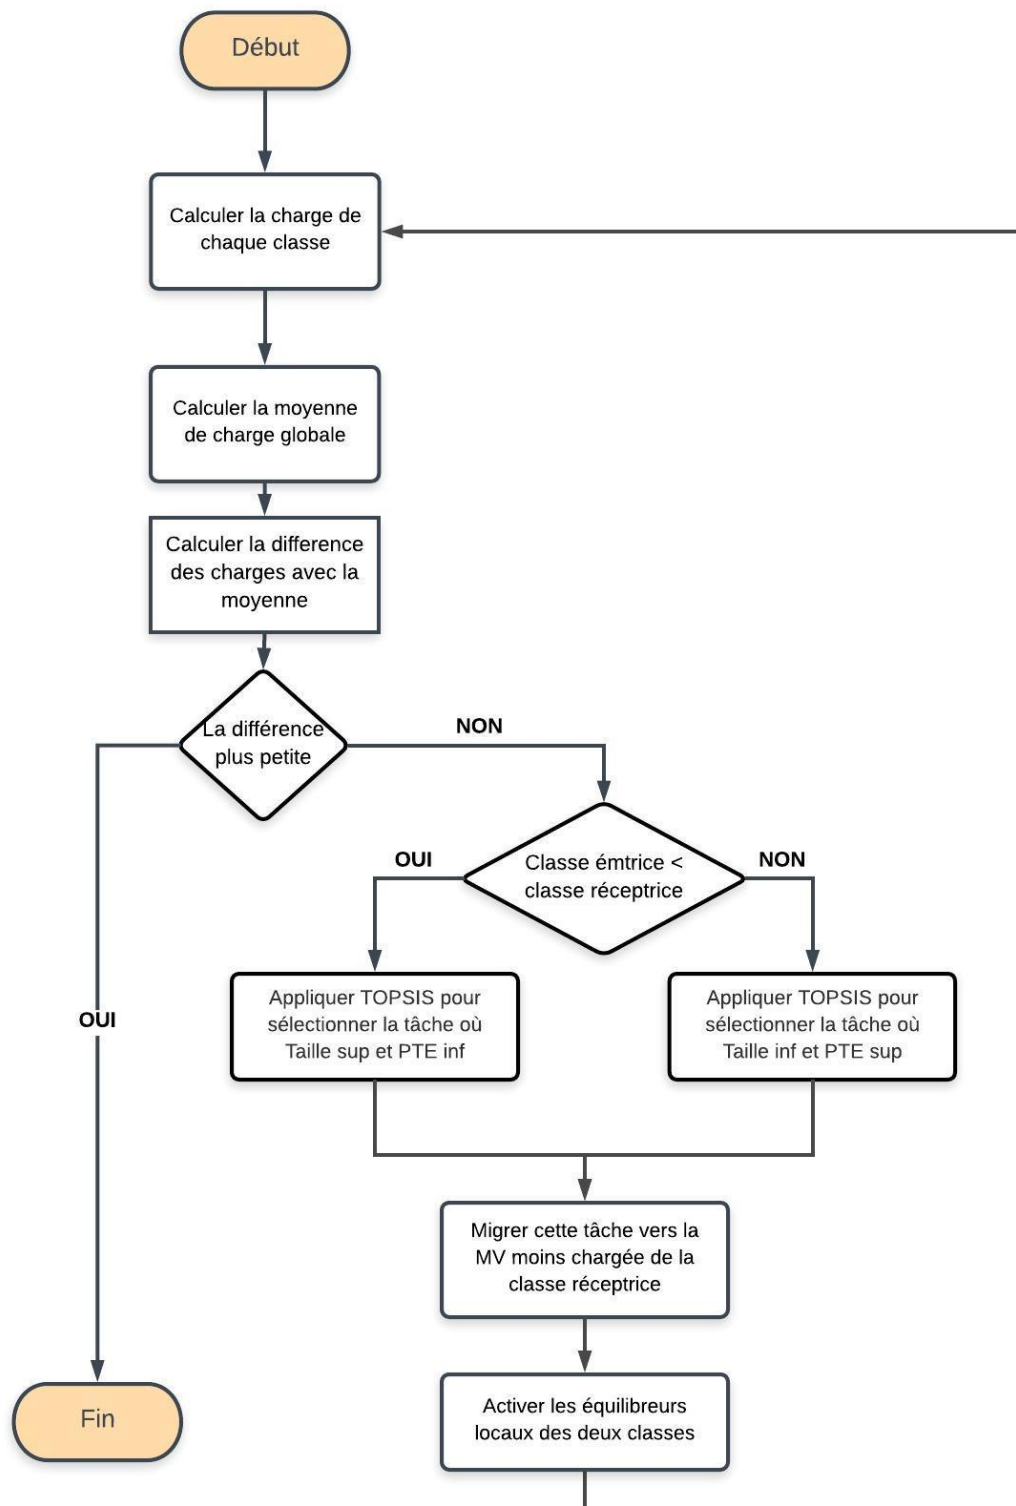 Début
Calculer la charge de
chaque classe
Calculer la moyenne
de charge globale
Calculer la difference
des charges avec la
moyenne
La différence
plus petite
NON
Classe émtrice <
classe réceptrice
OUI
NON
Appliquer TOPSIS pour
sélectionner la tâche où
Taille sup et PTE inf
Appliquer TOPSIS pour
sélectionner la tâche où
Taille inf et PTE sup
OUI
Migrer cette tâche vers la
MV moins chargée de la
classe réceptrice
Activer les équilibreurs
locaux des deux classes
Fin